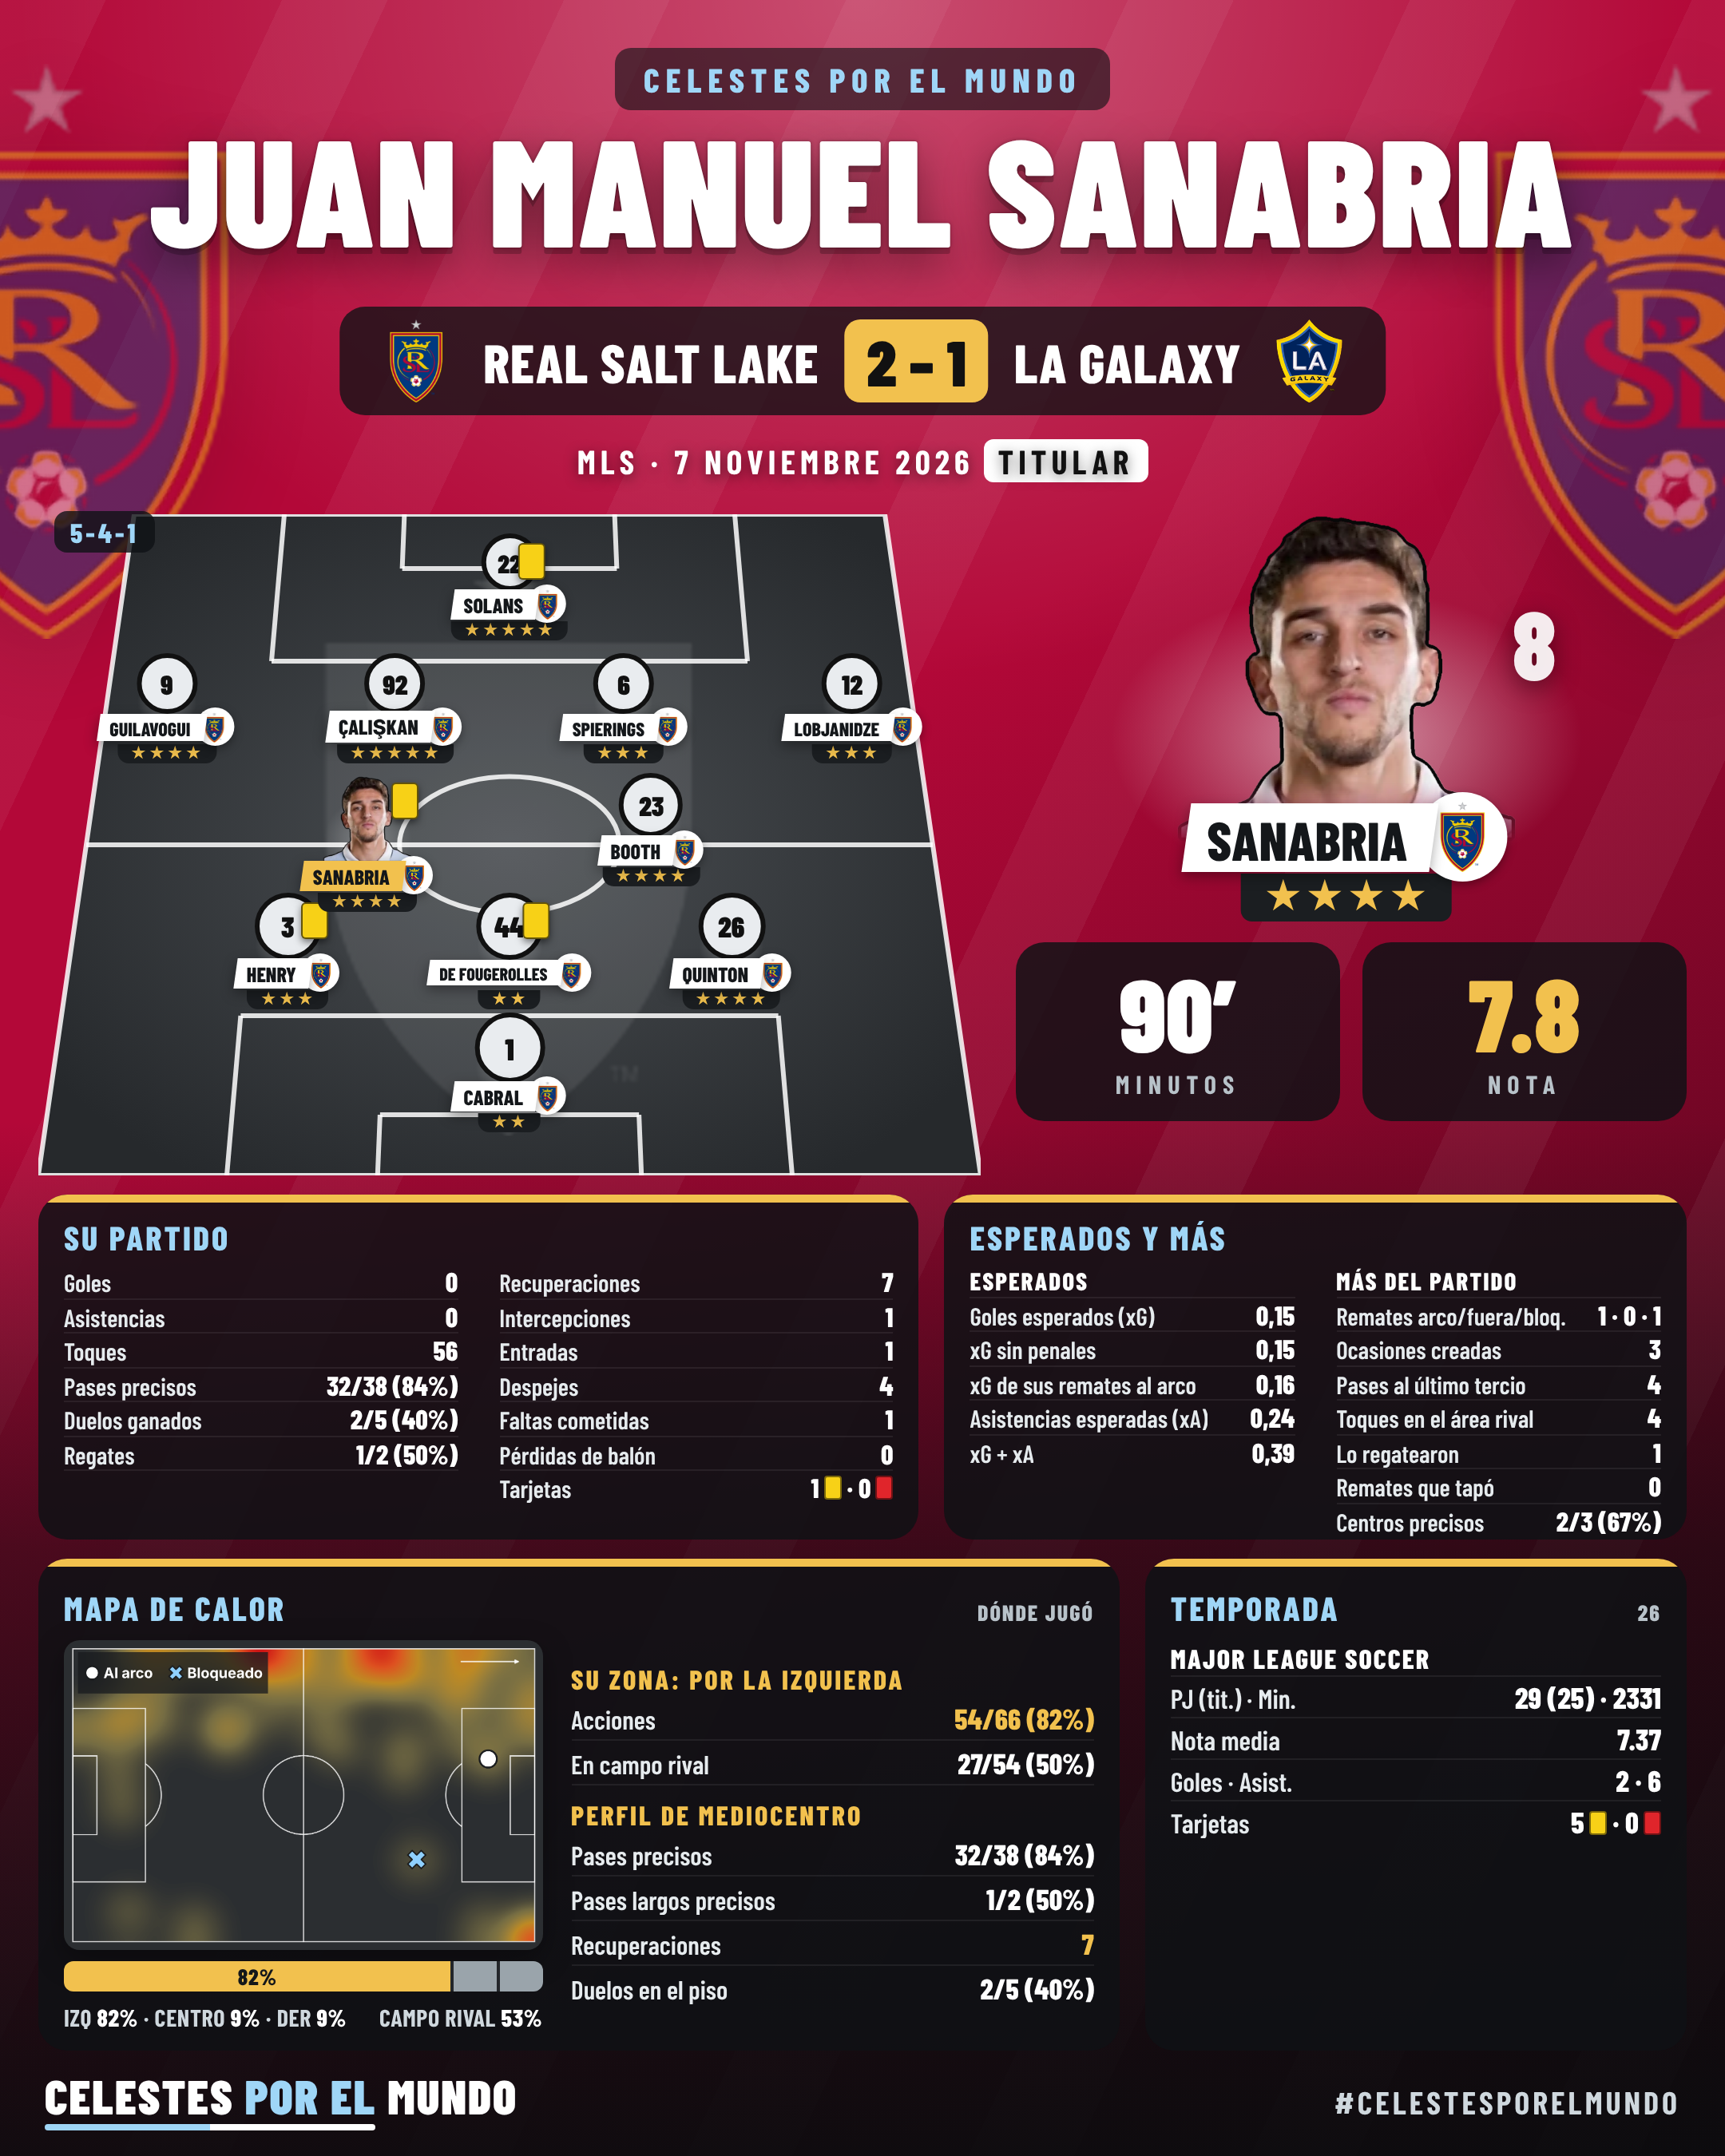 CELESTES POR EL MUNDO
JUAN MANUEL SANABRIA
REAL SALT LAKE 2 - 1 LA GALAXY
MLS · 7 NOVIEMBRE 2026 TITULAR
5-4-1
22
SOLANS
9 92 6 12
GUILAVOGUI ÇALIŞKAN SPIERINGS LOBJANIDZE
23
BOOTH
SANABRIA
3 44 26
HENRY DE FOUGEROLLES QUINTON
1
CABRAL
TM
8
SANABRIA
90′ 7.8
MINUTOS NOTA
SU PARTIDO
Goles 0
Asistencias 0
Toques 56
Pases precisos 32/38 (84%)
Duelos ganados 2/5 (40%)
Regates 1/2 (50%)
Recuperaciones 7
Intercepciones 1
Entradas 1
Despejes 4
Faltas cometidas 1
Pérdidas de balón 0
Tarjetas 1 · 0
ESPERADOS Y MÁS
ESPERADOS
Goles esperados (xG) 0,15
xG sin penales 0,15
xG de sus remates al arco 0,16
Asistencias esperadas (xA) 0,24
xG + xA 0,39
MÁS DEL PARTIDO
Remates arco/fuera/bloq. 1 · 0 · 1
Ocasiones creadas 3
Pases al último tercio 4
Toques en el área rival 4
Lo regatearon 1
Remates que tapó 0
Centros precisos 2/3 (67%)
MAPA DE CALOR DÓNDE JUGÓ
Al arco Bloqueado
82%
IZQ 82% · CENTRO 9% · DER 9% CAMPO RIVAL 53%
SU ZONA: POR LA IZQUIERDA
Acciones 54/66 (82%)
En campo rival 27/54 (50%)
PERFIL DE MEDIOCENTRO
Pases precisos 32/38 (84%)
Pases largos precisos 1/2 (50%)
Recuperaciones 7
Duelos en el piso 2/5 (40%)
TEMPORADA 26
MAJOR LEAGUE SOCCER
PJ (tit.) · Min. 29 (25) · 2331
Nota media 7.37
Goles · Asist. 2 · 6
Tarjetas 5 · 0
CELESTES POR EL MUNDO
#CELESTESPORELMUNDO